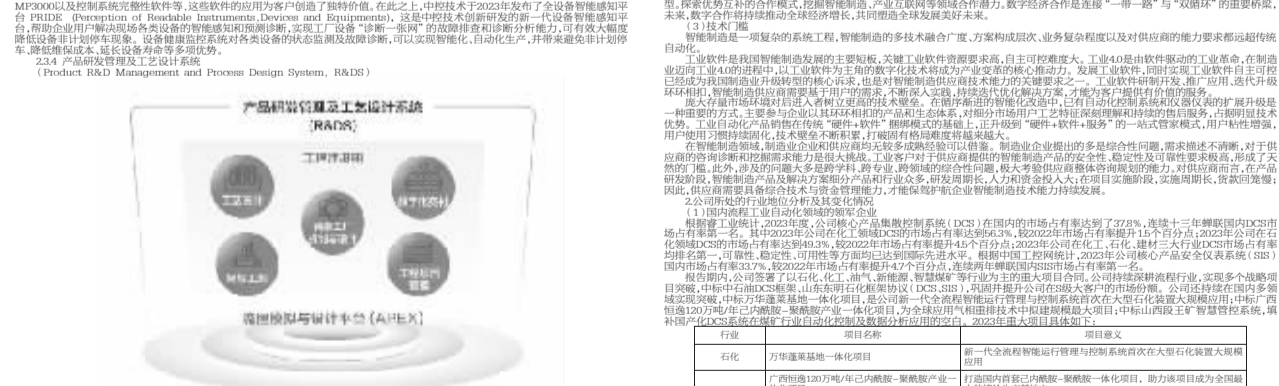 MP3000以及控制系统完整性软件等,这些软件的应用为客户创造了独特价值。在此之上,中控技术于2023年发布了全设备智能感知平
台 PRIDE (Perception of Readable Instruments,Devices and Equipments),这是中控技术创新研发的新一代设备智能感知平
台,帮助企业用户解决现场各类设备的智能感知和预测诊断,实现工厂设备“诊断一张网”的故障排查和诊断分析能力,可有效大幅度
降低设备非计划停车现象。设备健康监控系统对各类设备的状态监测及故障诊断,可以实现智能化、自动化生产,并带来避免非计划停
车、降低维保成本、延长设备寿命等多项优势。
2.3.4 产品研发管理及工艺设计系统
(Product R&D Management and Process Design System, R&DS)
产品研发管理及工艺设计系统
(R&DS)
工程师应用
工艺设计
数字化交付
流程模拟与设计平台(APEX)
型。探索优势互补的合作模式,挖掘智能制造、产业互联网等领域合作潜力。数字经济合作是连接“一带一路”与“双循环”的重要桥梁,
未来,数字合作将持续推动全球经济增长,共同塑造全球发展美好未来。
(3)技术门槛
智能制造是一项复杂的系统工程,智能制造的多技术融合广度、方案构成层次、业务复杂程度以及对供应商的能力要求都远超传统
自动化。
工业软件是我国智能制造发展的主要短板,关键工业软件资源要求高,自主可控难度大。工业4.0是由软件驱动的工业革命,在制造
业迈向工业4.0的进程中,以工业软件为主角的数字化技术将成为产业变革的核心推动力。发展工业软件,同时实现工业软件自主可控
已经成为我国制造业升级转型的核心诉求,也是对智能制造供应商技术能力的关键要求之一。工业软件研制开发、推广应用、迭代升级
环环相扣,智能制造供应商需要基于用户的需求,不断深入实践,持续迭代优化解决方案,才能为客户提供有价值的服务。
庞大存量市场环境对后进入者树立更高的技术壁垒。在循序渐进的智能化改造中,已有自动化控制系统和仪器仪表的扩展升级是
一种重要的方式。主要参与企业以其环环相扣的产品和生态体系,对细分市场用户工艺特征深刻理解和持续的售后服务,占据明显技术
优势。工业自动化产品销售在传统“硬件+软件”捆绑模式的基础上,正升级到“硬件+软件+服务”的一站式管家模式,用户粘性增强,
用户使用习惯持续固化,技术壁垒不断积累,打破固有格局难度将越来越大。
在智能制造领域,制造业企业和供应商均无较多成熟经验可以借鉴。制造业企业提出的多是综合性问题,需求描述不清晰,对于供
应商的咨询诊断和挖掘需求能力是很大挑战。工业客户对于供应商提供的智能制造产品的安全性、稳定性及可靠性要求极高,形成了天
然的门槛。此外,涉及的问题大多是跨学科,跨专业,跨领域的综合性问题,极大考验供应商整体咨询规划的能力。对供应商而言,在产品
研发阶段,智能制造产品及解决方案细分产品和行业众多,研发周期长,人力和资金投入大;在项目实施阶段,实施周期长,货款回笼慢;
因此,供应商需要具备综合技术与资金管理能力,才能保驾护航企业智能制造技术能力持续发展。
2.公司所处的行业地位分析及其变化情况
(1)国内流程工业自动化领域的领军企业
根据睿工业统计,2023年度,公司核心产品集散控制系统(DCS)在国内的市场占有率达到了37.8%,连续十三年蝉联国内DCS市
场占有率第一名。其中2023年公司在化工领域DCS的市场占有率达到56.3%,较2022年市场占有率提升1.5个百分点;2023年公司在石
化领域DCS的市场占有率达到49.3%,较2022年市场占有率提升4.5个百分点;2023年公司在化工、石化、建材三大行业DCS市场占有率
均排名第一,可靠性、稳定性、可用性等方面均已达到国际先进水平。根据中国工控网统计,2023年公司核心产品安全仪表系统(SIS)
国内市场占有率33.7%,较2022年市场占有率提升4.7个百分点,连续两年蝉联国内SIS市场占有率第一名。
报告期内,公司签署了以石化、化工、油气、新能源、智慧煤矿等行业为主的重大项目合同。公司持续深耕流程行业,实现多个战略项
目突破,中标中石油DCS框架、山东东明石化框架协议(DCS,SIS),巩固并提升公司在S级大客户的市场份额。公司还持续在国内多领
域实现突破,中标万华蓬莱基地一体化项目,是公司新一代全流程智能运行管理与控制系统首次在大型石化装置大规模应用;中标广西
恒逸120万吨/年己内酰胺-聚酰胺产业一体化项目,为全球应用气相重排技术中拟建规模最大项目;中标山西段王矿智慧管控系统,填
补国产化DCS系统在煤矿行业自动化控制及数据分析应用的空白。2023年重大项目具体如下:
行业 项目名称 项目意义
石化 万华蓬莱基地一体化项目 新一代全流程智能运行管理与控制系统首次在大型石化装置大规模
应用
广西恒逸120万吨/年己内酰胺-聚酰胺产业一 打造国内首套己内酰胺一体化项目,助力该项目成为全国最